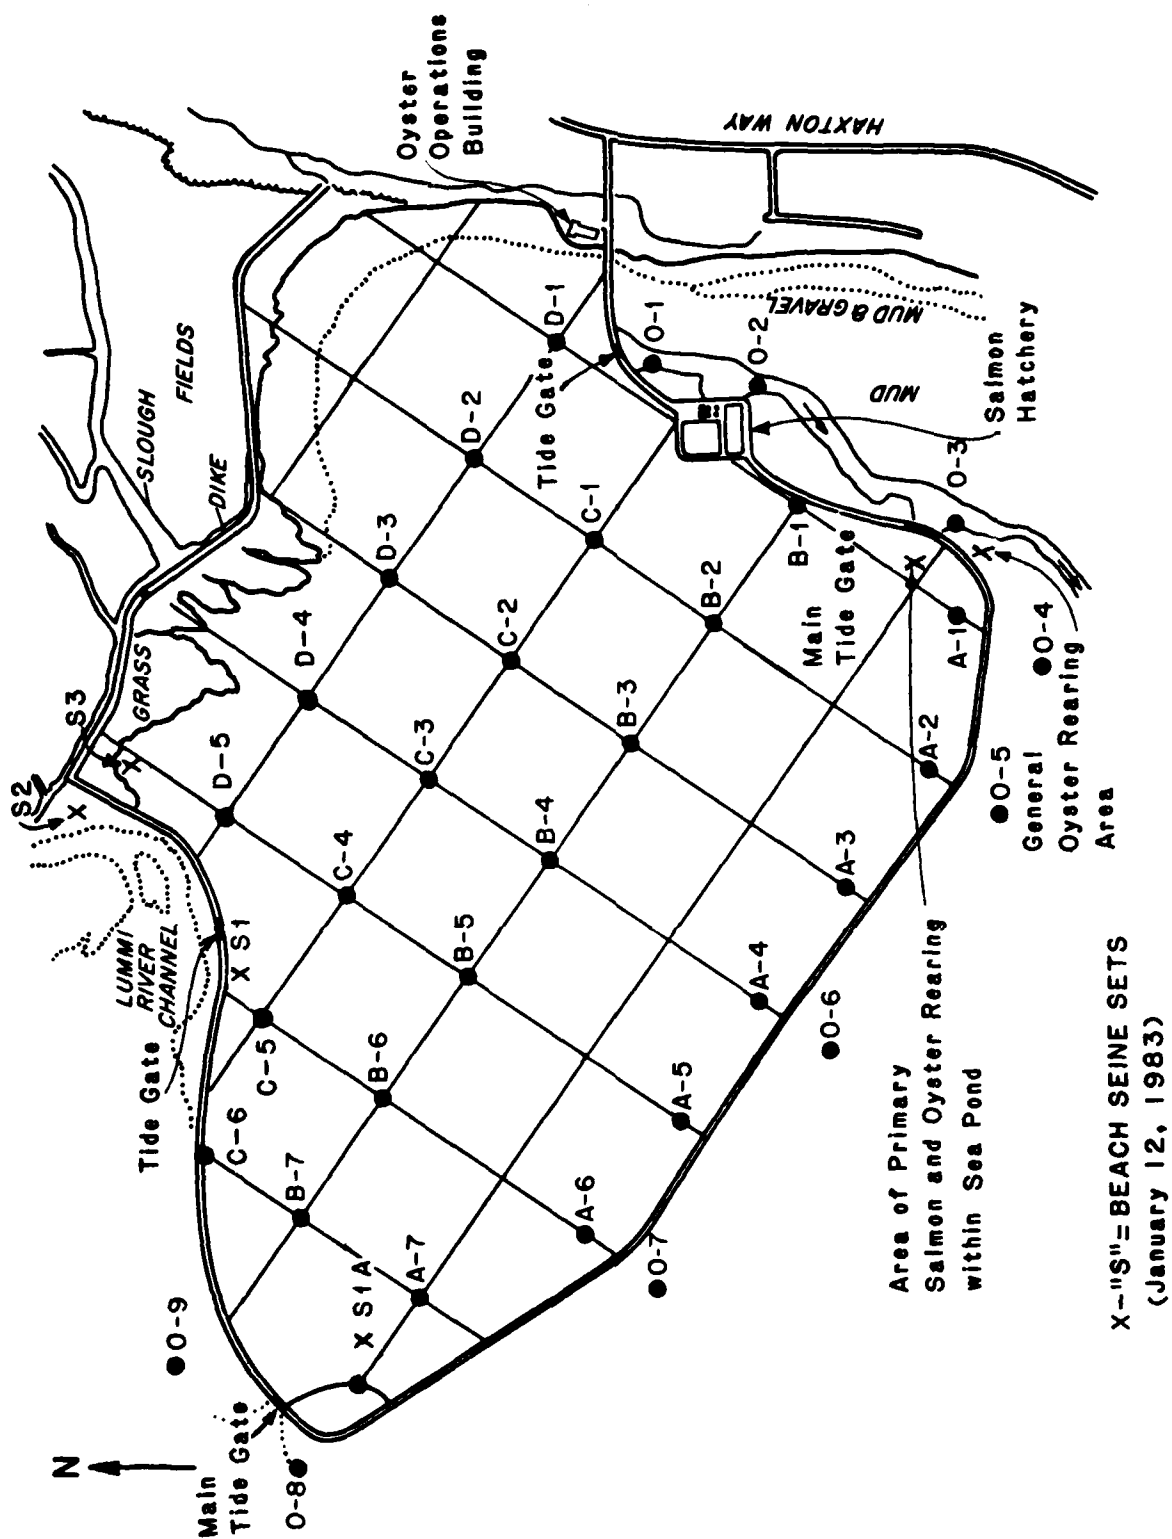 N
Main
Tide Gate
O-8
O-9
Tide Gate
LUMMI
RIVER
CHANNEL
S2
S3
GRASS
DIKE
SLOUGH
FIELDS
Oyster
Operations
Building
HAXTON WAY
MUD & GRAVEL
MUD
Salmon
Hatchery
Tide Gate
Main
Tide Gate
X S1
X S1A
X
X
X
X
D-1
D-2
D-3
D-4
D-5
C-1
C-2
C-3
C-4
C-5
C-6
B-1
B-2
B-3
B-4
B-5
B-6
B-7
A-1
A-2
A-3
A-4
A-5
A-6
A-7
O-1
O-2
O-3
O-4
O-5
O-6
O-7
General
Oyster Rearing
Area
Area of Primary
Salmon and Oyster Rearing
within Sea Pond
X-"S"=BEACH SEINE SETS
(January 12, 1983)